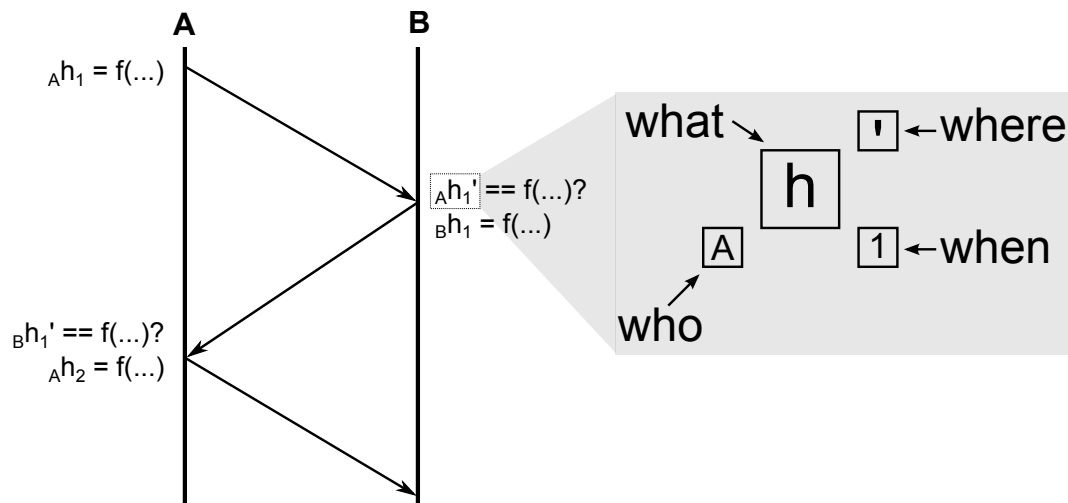 A
B
Ah1 = f(...)
Ah1' == f(...)?
Bh1 = f(...)
Bh1' == f(...)?
Ah2 = f(...)
what
'
where
h
A
1
when
who